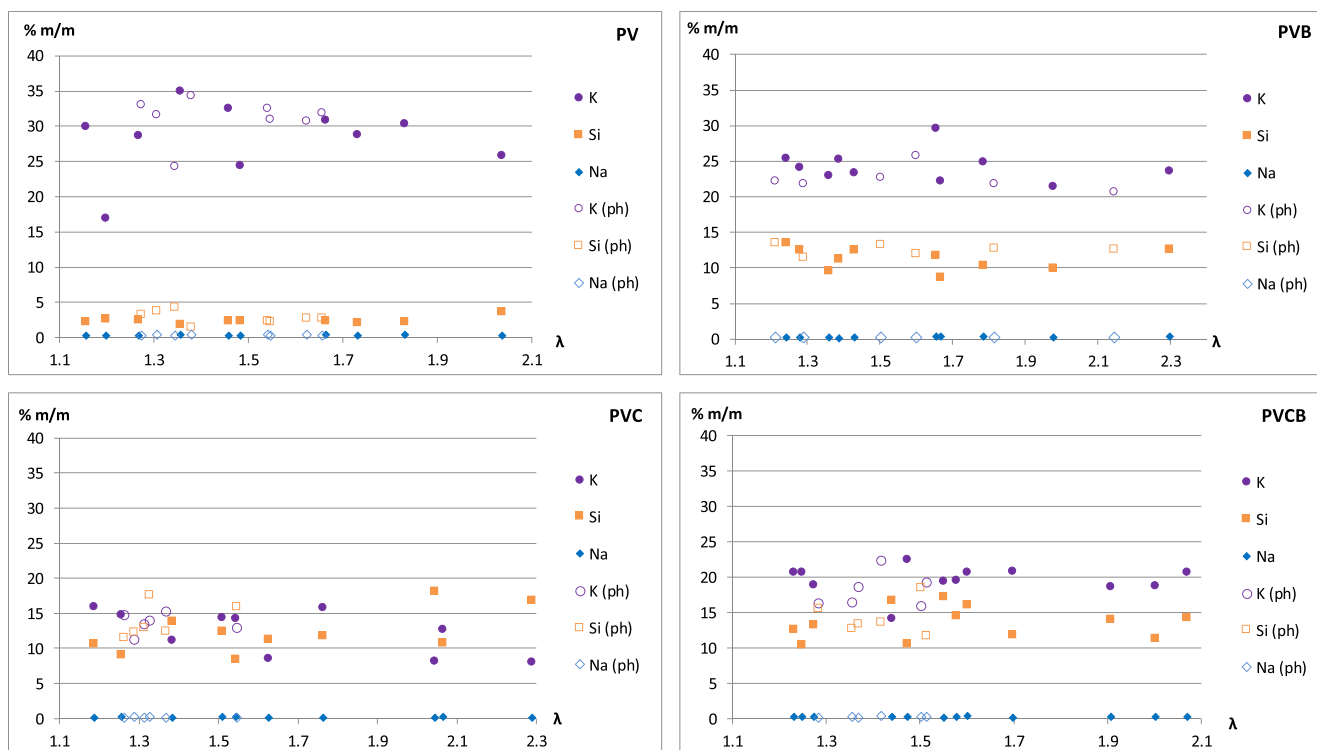 % m/m
PV
40
35
30
25
20
15
10
5
0
1.1 1.3 1.5 1.7 1.9 2.1
λ
K
Si
Na
K (ph)
Si (ph)
Na (ph)
% m/m
PVB
40
35
30
25
20
15
10
5
0
1.1 1.3 1.5 1.7 1.9 2.1 2.3
λ
K
Si
Na
K (ph)
Si (ph)
Na (ph)
% m/m
PVC
40
35
30
25
20
15
10
5
0
1.1 1.3 1.5 1.7 1.9 2.1 2.3
λ
K
Si
Na
K (ph)
Si (ph)
Na (ph)
% m/m
PVCB
40
35
30
25
20
15
10
5
0
1.1 1.3 1.5 1.7 1.9 2.1
λ
K
Si
Na
K (ph)
Si (ph)
Na (ph)